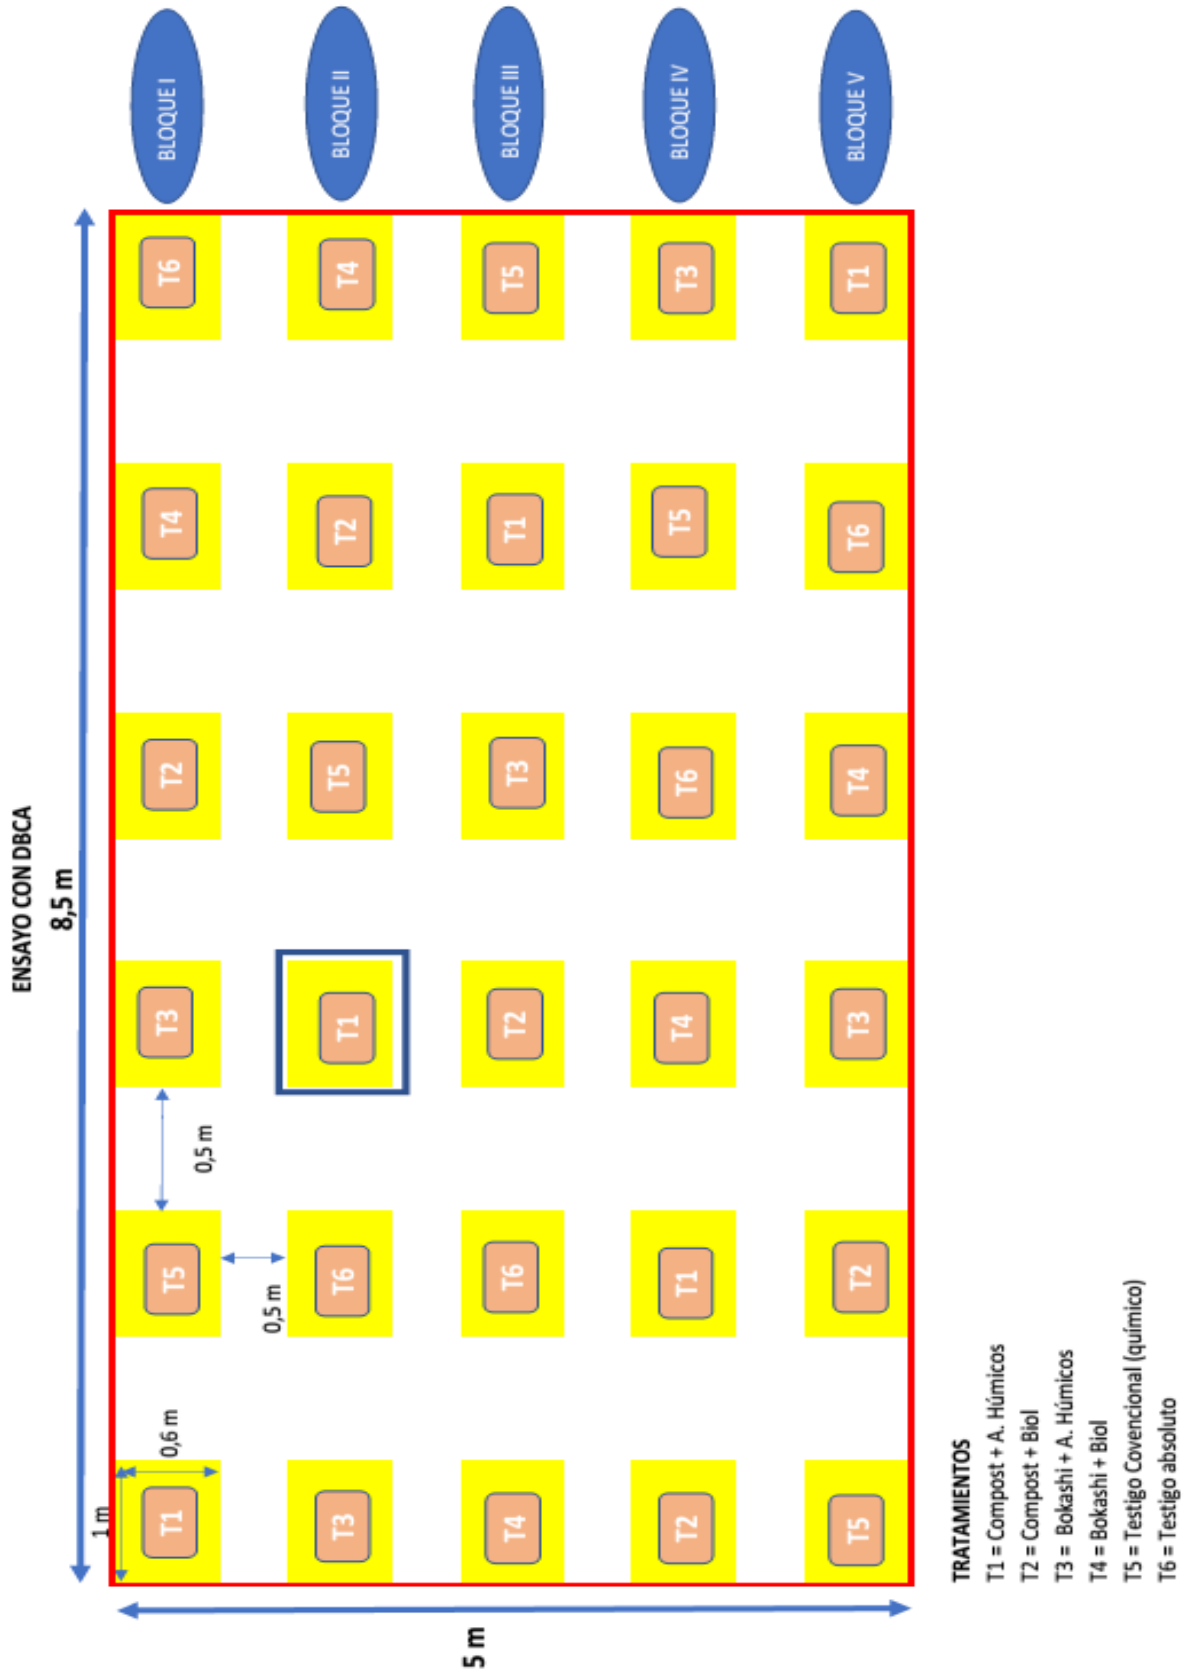 ENSAYO CON DBCA
8,5 m
1 m
T1 T5 T3 T2 T4 T6 BLOQUE I
0,6 m
0,5 m
0,5 m
T3 T6 T1 T5 T2 T4 BLOQUE II
5 m
T4 T6 T2 T3 T1 T5 BLOQUE III
T2 T1 T4 T6 T5 T3 BLOQUE IV
T5 T2 T3 T4 T6 T1 BLOQUE V
TRATAMIENTOS
T1 = Compost + A. Húmicos
T2 = Compost + Biol
T3 = Bokashi + A. Húmicos
T4 = Bokashi + Biol
T5 = Testigo Covencional (químico)
T6 = Testigo absoluto